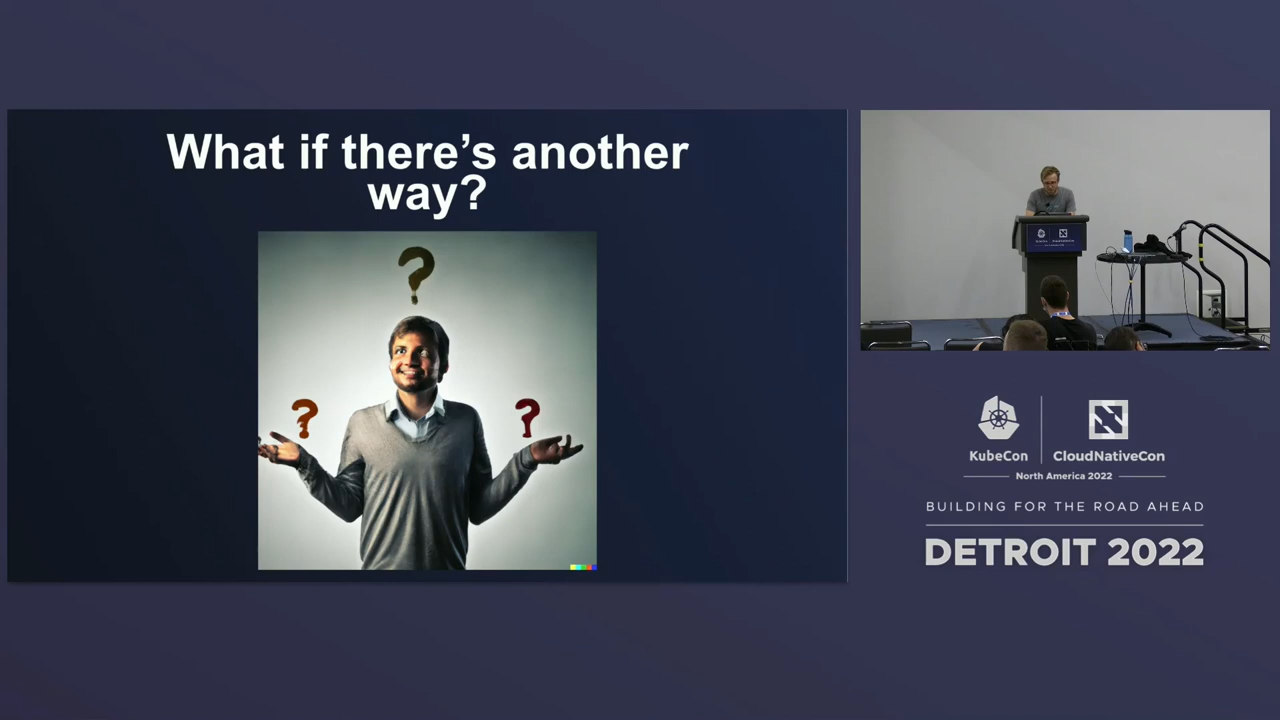 What if there's another
way?
?
?
?
KubeCon
CloudNativeCon
North America 2022
BUILDING FOR THE ROAD AHEAD
DETROIT 2022